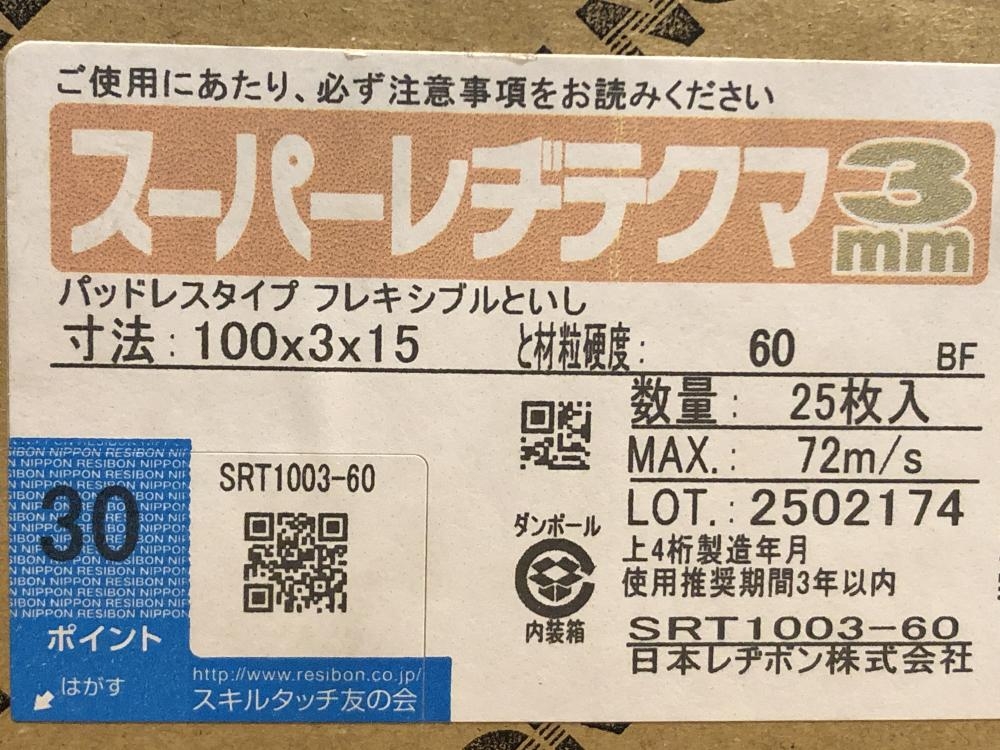 ご使用にあたり、必ず注意事項をお読みください
スーパーレヂテクマ3mm
パッドレスタイプ フレキシブルといし
寸法:100x3x15 と材粒硬度: 60 BF
数量: 25枚入
MAX.: 72m/s
LOT.:2502174
上4桁製造年月
使用推奨期間3年以内
SRT1003-60
日本レヂボン株式会社
ダンボール
内装箱
SRT1003-60
NIPPON RESIBON
30
ポイント
はがす
http://www.resibon.co.jp/
スキルタッチ友の会